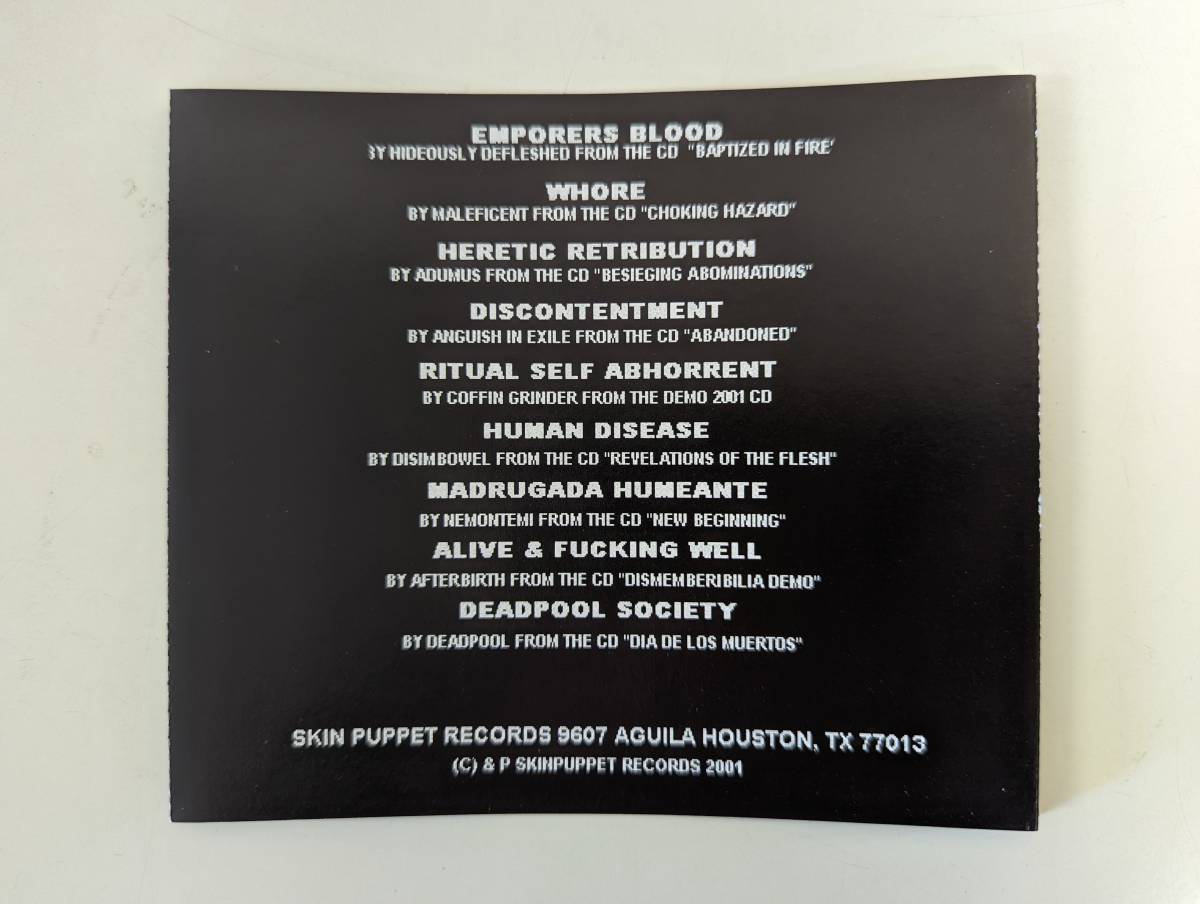 EMPORERS BLOOD
BY HIDEOUSLY DEFLESHED FROM THE CD "BAPTIZED IN FIRE"
WHORE
BY MALEFICENT FROM THE CD "CHOKING HAZARD"
HERETIC RETRIBUTION
BY ADUMUS FROM THE CD "BESIEGING ABOMINATIONS"
DISCONTENTMENT
BY ANGUISH IN EXILE FROM THE CD "ABANDONED"
RITUAL SELF ABHORRENT
BY COFFIN GRINDER FROM THE DEMO 2001 CD
HUMAN DISEASE
BY DISIMBOWEL FROM THE CD "REVELATIONS OF THE FLESH"
MADRUGADA HUMEANTE
BY NEMONTEMI FROM THE CD "NEW BEGINNING"
ALIVE & FUCKING WELL
BY AFTERBIRTH FROM THE CD "DISMEMBERIBILIA DEMO"
DEADPOOL SOCIETY
BY DEADPOOL FROM THE CD "DIA DE LOS MUERTOS"
SKIN PUPPET RECORDS 9607 AGUILA HOUSTON, TX 77013
(C) & P SKINPUPPET RECORDS 2001